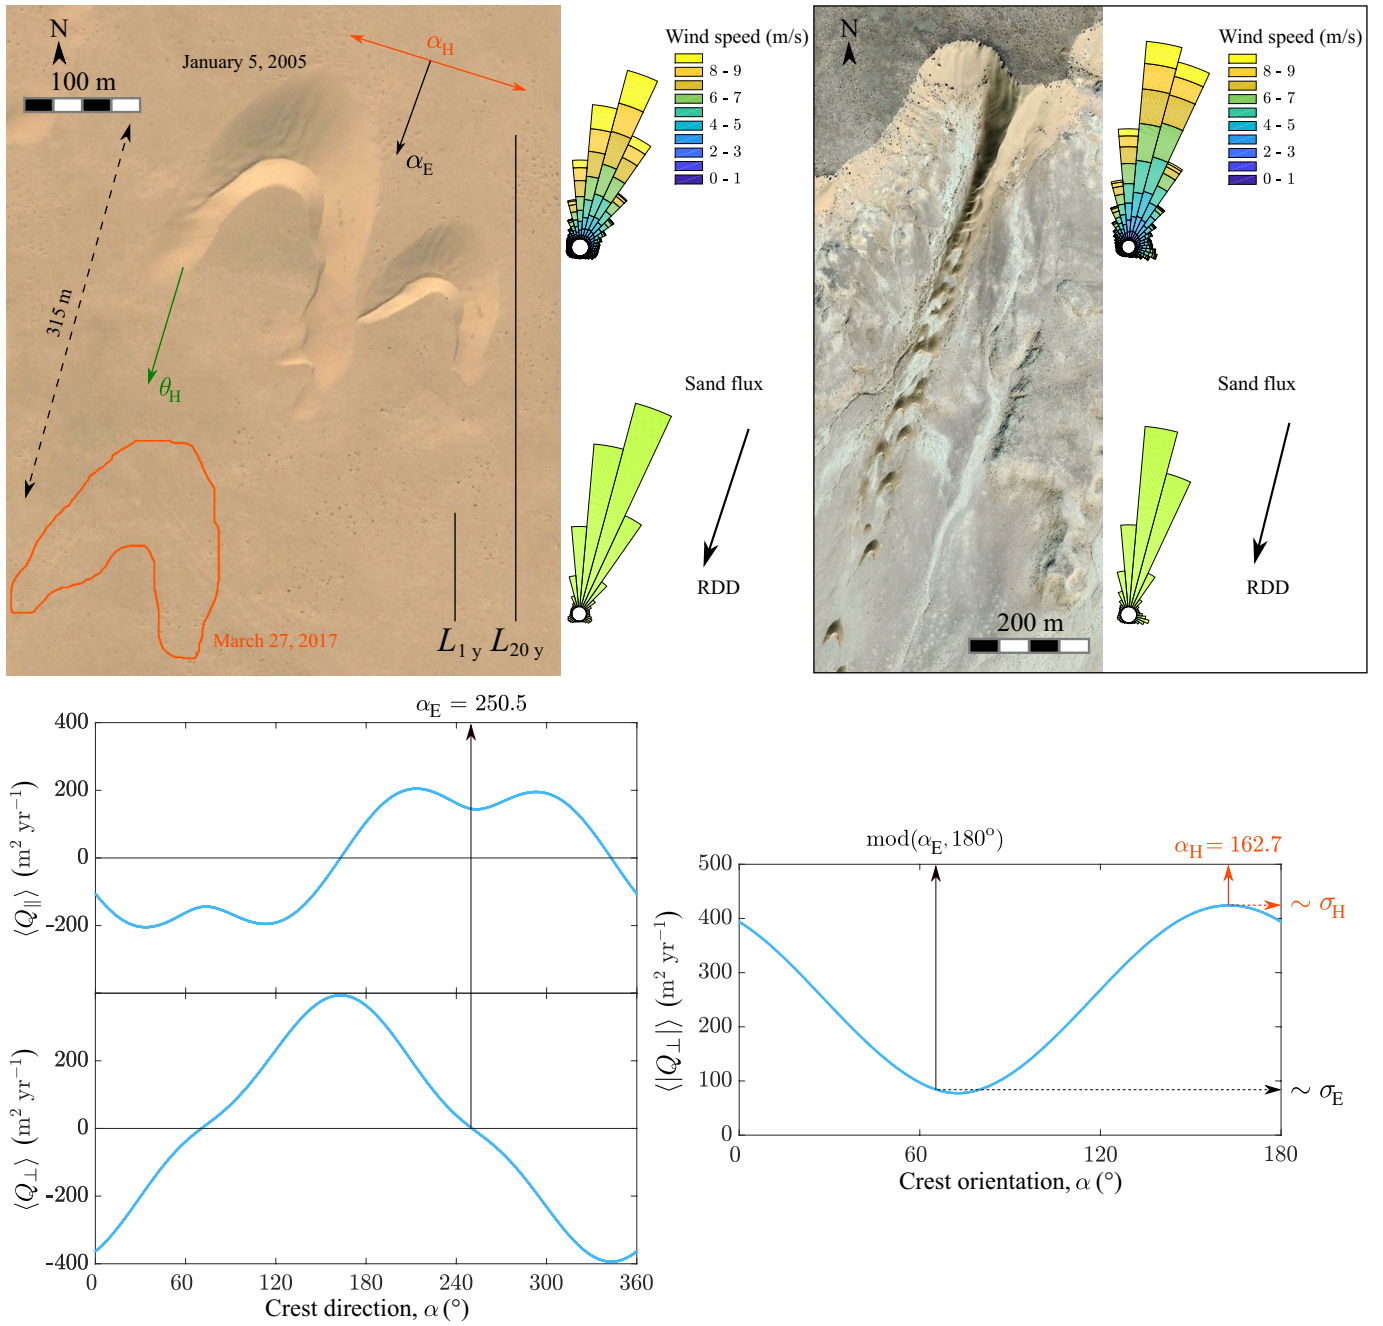 N
100 m
January 5, 2005
α_H
α_E
315 m
θ_H
March 27, 2017
L_1 y
L_20 y
Wind speed (m/s)
8 - 9
6 - 7
4 - 5
2 - 3
0 - 1
Sand flux
RDD
N
200 m
Wind speed (m/s)
8 - 9
6 - 7
4 - 5
2 - 3
0 - 1
Sand flux
RDD
α_E = 250.5
400
200
0
-200
⟨Q_∥⟩ (m² yr⁻¹)
200
0
-200
-400
⟨Q_⊥⟩ (m² yr⁻¹)
0 60 120 180 240 300 360
Crest direction, α (°)
mod(α_E, 180°)
α_H = 162.7
500
400
300
200
100
0
⟨|Q_⊥|⟩ (m² yr⁻¹)
∼ σ_H
∼ σ_E
0 60 120 180
Crest orientation, α (°)